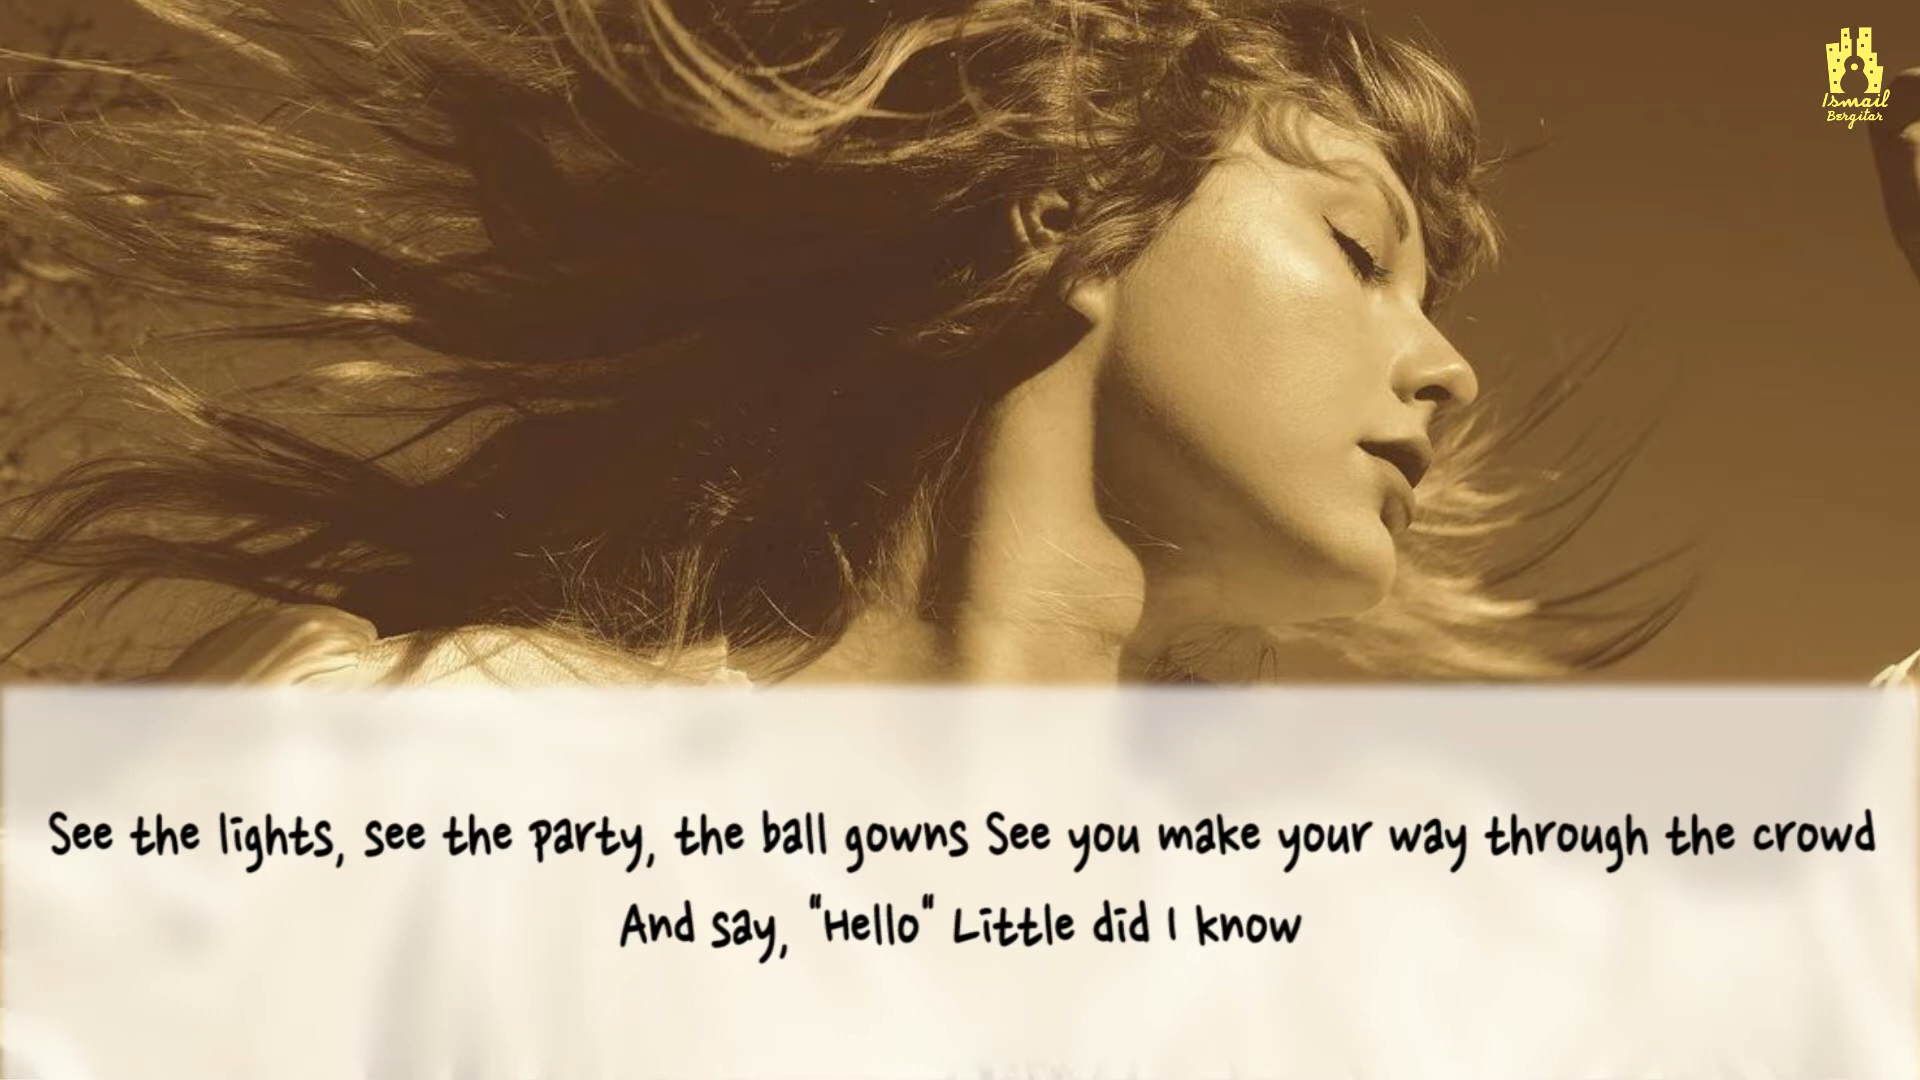 Ismail
Bergitar
See the lights, see the party, the ball gowns See you make your way through the crowd
And say, "Hello" Little did I know